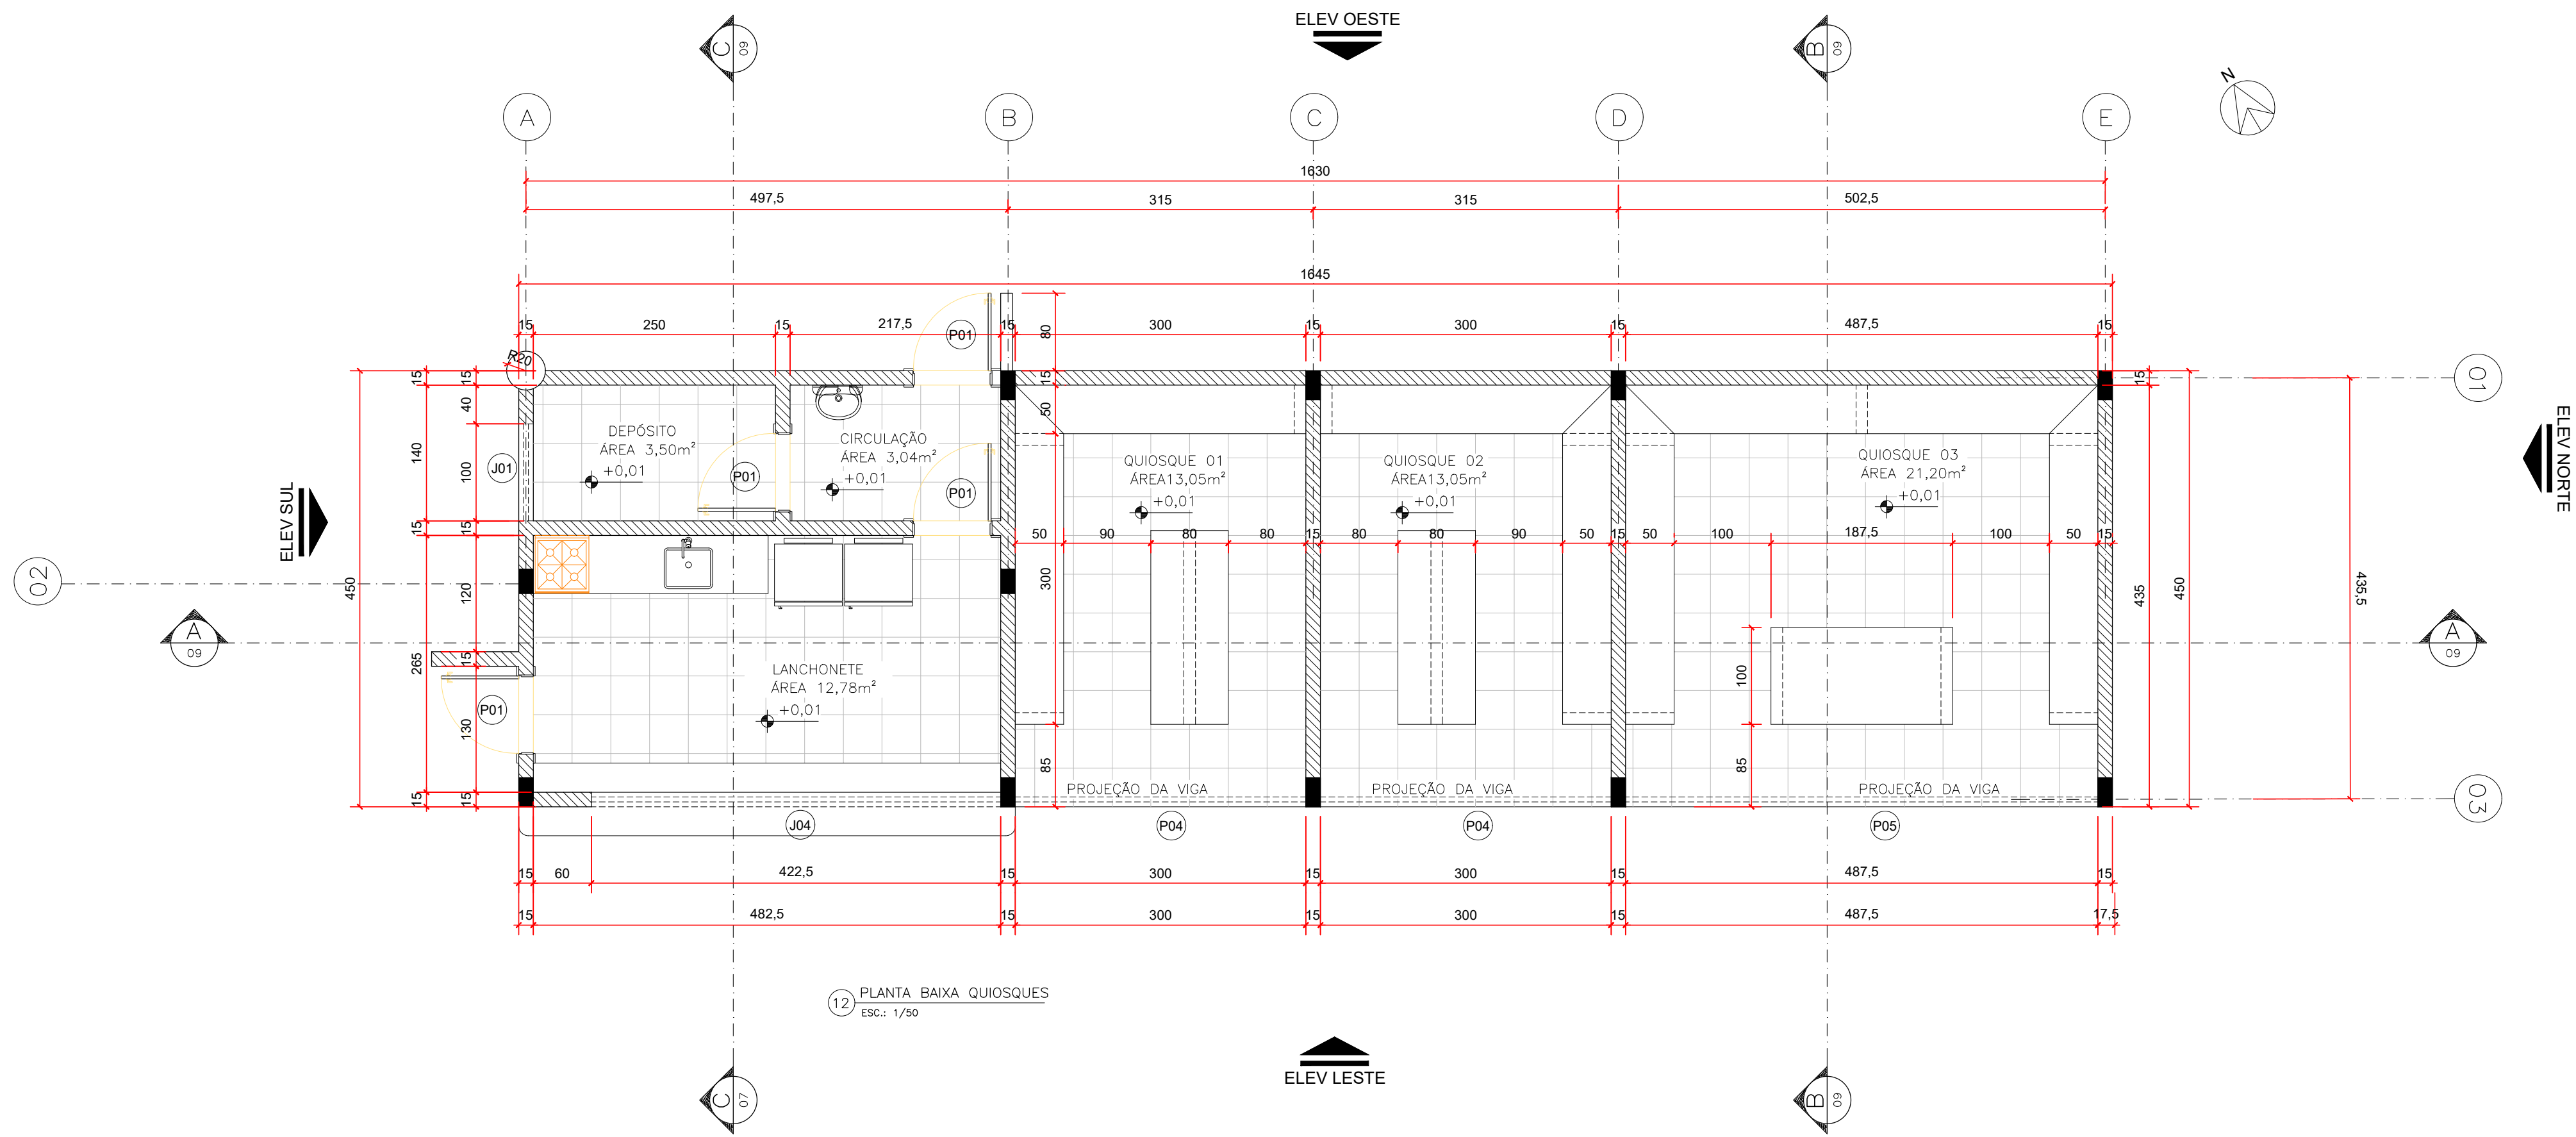 ELEV OESTE
C
09
B
09
N
A
B
C
D
E
1630
497,5
315
315
502,5
1645
15
250
15
217,5
15
300
15
300
15
487,5
15
R20
P01
80
15
15
15
15
01
40
50
140
100
J01
DEPÓSITO
ÁREA 3,50m²
+0,01
P01
CIRCULAÇÃO
ÁREA 3,04m²
+0,01
P01
QUIOSQUE 01
ÁREA13,05m²
+0,01
QUIOSQUE 02
ÁREA13,05m²
+0,01
QUIOSQUE 03
ÁREA 21,20m²
+0,01
ELEV NORTE
ELEV SUL
15
15
50
90
80
80
15
80
80
90
50
15
50
100
187,5
100
50
15
02
450
120
300
435
450
435,5
A
09
A
09
265
15
LANCHONETE
ÁREA 12,78m²
+0,01
100
P01
130
85
85
15
15
PROJEÇÃO DA VIGA
PROJEÇÃO DA VIGA
PROJEÇÃO DA VIGA
03
J04
P04
P04
P05
15
60
422,5
15
300
15
300
15
487,5
15
15
482,5
15
300
15
300
15
487,5
17,5
12
PLANTA BAIXA QUIOSQUES
ESC.: 1/50
ELEV LESTE
C
07
B
09